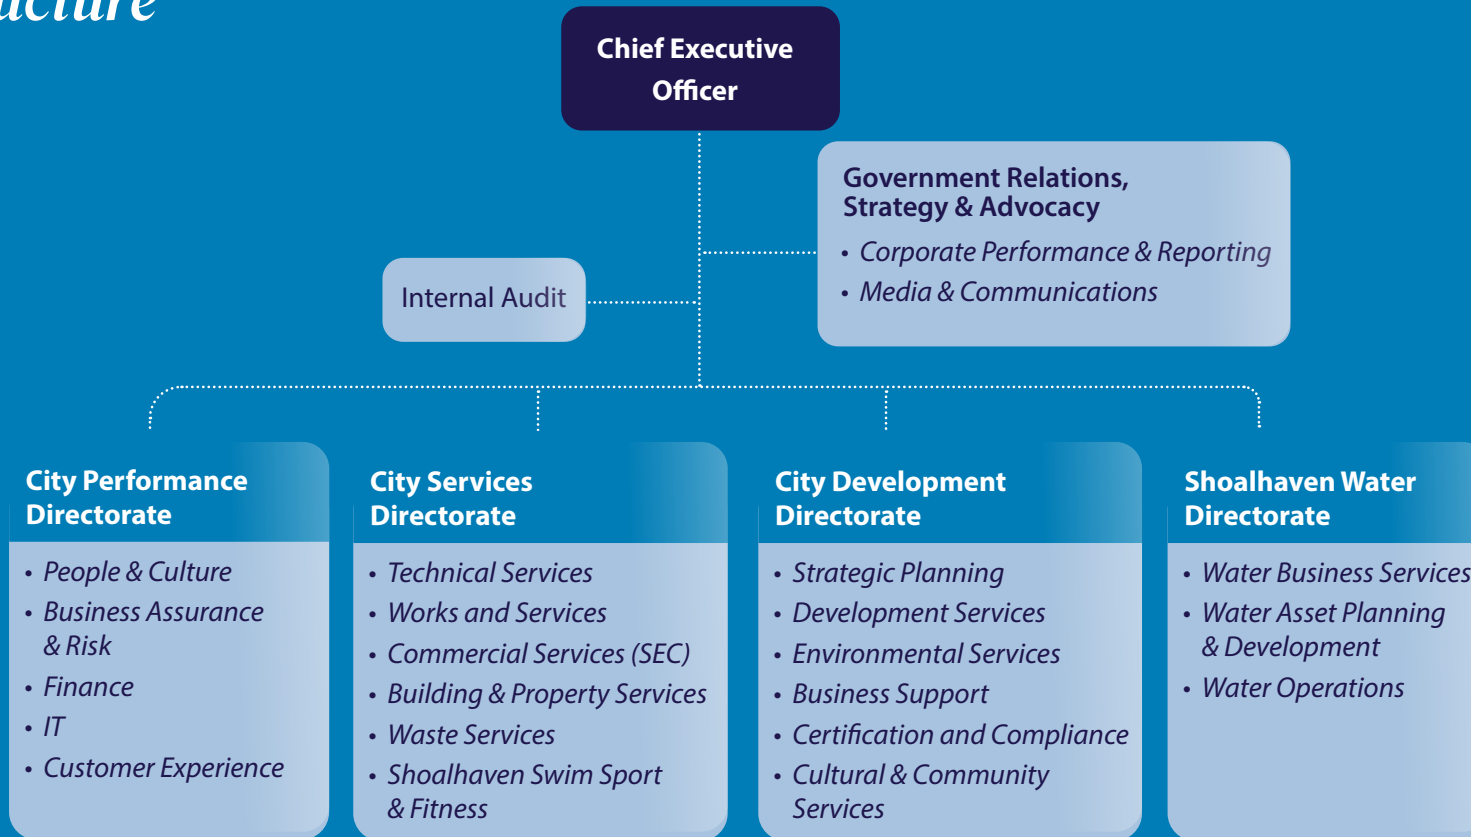 Chief Executive
Officer
Government Relations,
Strategy & Advocacy
• Corporate Performance & Reporting
• Media & Communications
Internal Audit
City Performance
Directorate
• People & Culture
• Business Assurance
& Risk
• Finance
• IT
• Customer Experience
City Services
Directorate
• Technical Services
• Works and Services
• Commercial Services (SEC)
• Building & Property Services
• Waste Services
• Shoalhaven Swim Sport
& Fitness
City Development
Directorate
• Strategic Planning
• Development Services
• Environmental Services
• Business Support
• Certification and Compliance
• Cultural & Community
Services
Shoalhaven Water
Directorate
• Water Business Services
• Water Asset Planning
& Development
• Water Operations